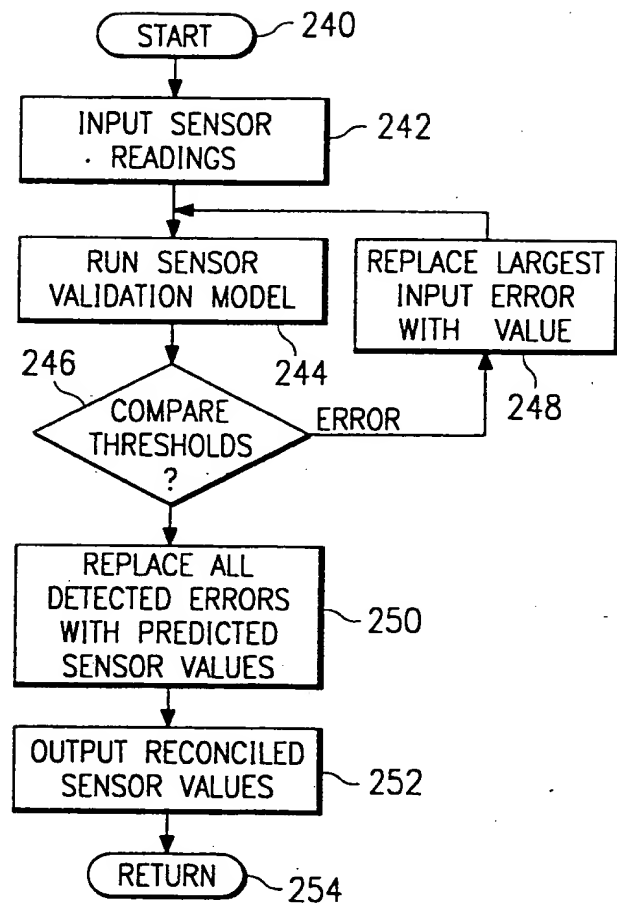 START
240
INPUT SENSOR
READINGS
242
RUN SENSOR
VALIDATION MODEL
244
REPLACE LARGEST
INPUT ERROR
WITH VALUE
248
246
COMPARE
THRESHOLDS
?
ERROR
REPLACE ALL
DETECTED ERRORS
WITH PREDICTED
SENSOR VALUES
250
OUTPUT RECONCILED
SENSOR VALUES
252
RETURN
254